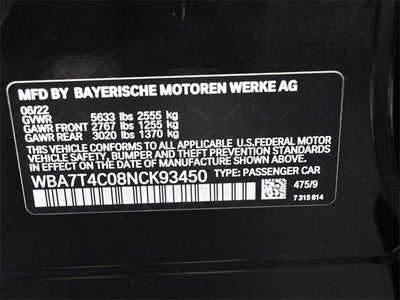 MFD BY BAYERISCHE MOTOREN WERKE AG
06/22
GVWR 5633 lbs 2555 kg
GAWR FRONT 2767 lbs 1255 kg
GAWR REAR 3020 lbs 1370 kg
THIS VEHICLE CONFORMS TO ALL APPLICABLE U.S.FEDERAL MOTOR
VEHICLE SAFETY, BUMPER, AND THEFT PREVENTION STANDARDS
IN EFFECT ON THE DATE OF MANUFACTURE SHOWN ABOVE.
WBA7T4C08NCK93450 TYPE: PASSENGER CAR
475/9
7 315 814